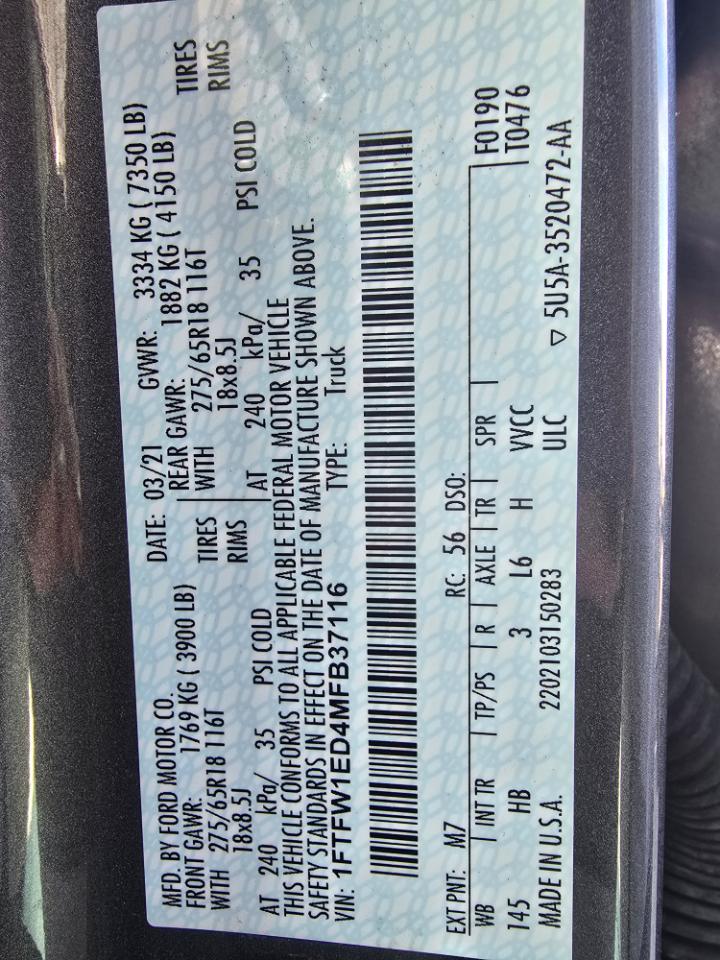 MFD. BY FORD MOTOR CO.
DATE: 03/21 GVWR: 3334 KG ( 7350 LB)
FRONT GAWR: 1769 KG ( 3900 LB)
REAR GAWR: 1882 KG ( 4150 LB)
WITH 275/65R18 116T TIRES
WITH 275/65R18 116T TIRES
18x8.5J RIMS
18x8.5J RIMS
AT 240 kPa/ 35 PSI COLD
AT 240 kPa/ 35 PSI COLD
THIS VEHICLE CONFORMS TO ALL APPLICABLE FEDERAL MOTOR VEHICLE
SAFETY STANDARDS IN EFFECT ON THE DATE OF MANUFACTURE SHOWN ABOVE.
VIN: 1FTFW1ED4MFB37116 TYPE: Truck
EXT PNT: M7 RC: 56 DSO: F0190
WB INT TR TP/PS R AXLE TR SPR T0476
145 HB 3 L6 H VVCC
MADE IN U.S.A. 2202103150283 ULC ▽ 5U5A-3520472-AA